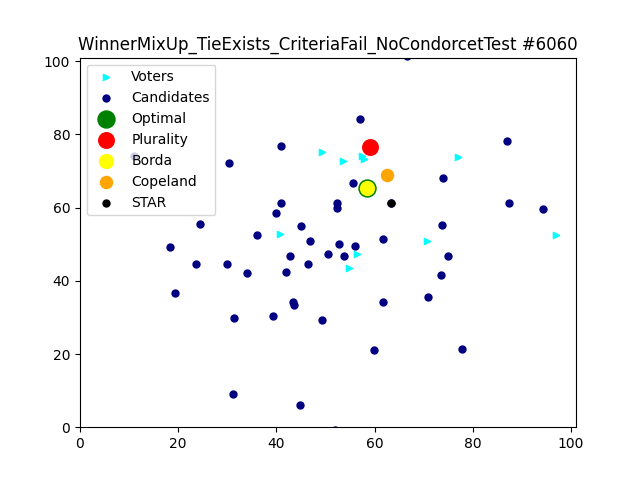 WinnerMixUp_TieExists_CriteriaFail_NoCondorcetTest #6060
100
80
60
40
20
0
0 20 40 60 80 100
Voters
Candidates
Optimal
Plurality
Borda
Copeland
STAR